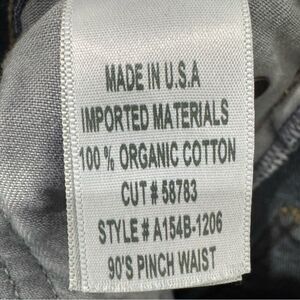 MADE IN U.S.A
IMPORTED MATERIALS
100 % ORGANIC COTTON
CUT # 58783
STYLE # A154B-1206
90'S PINCH WAIST